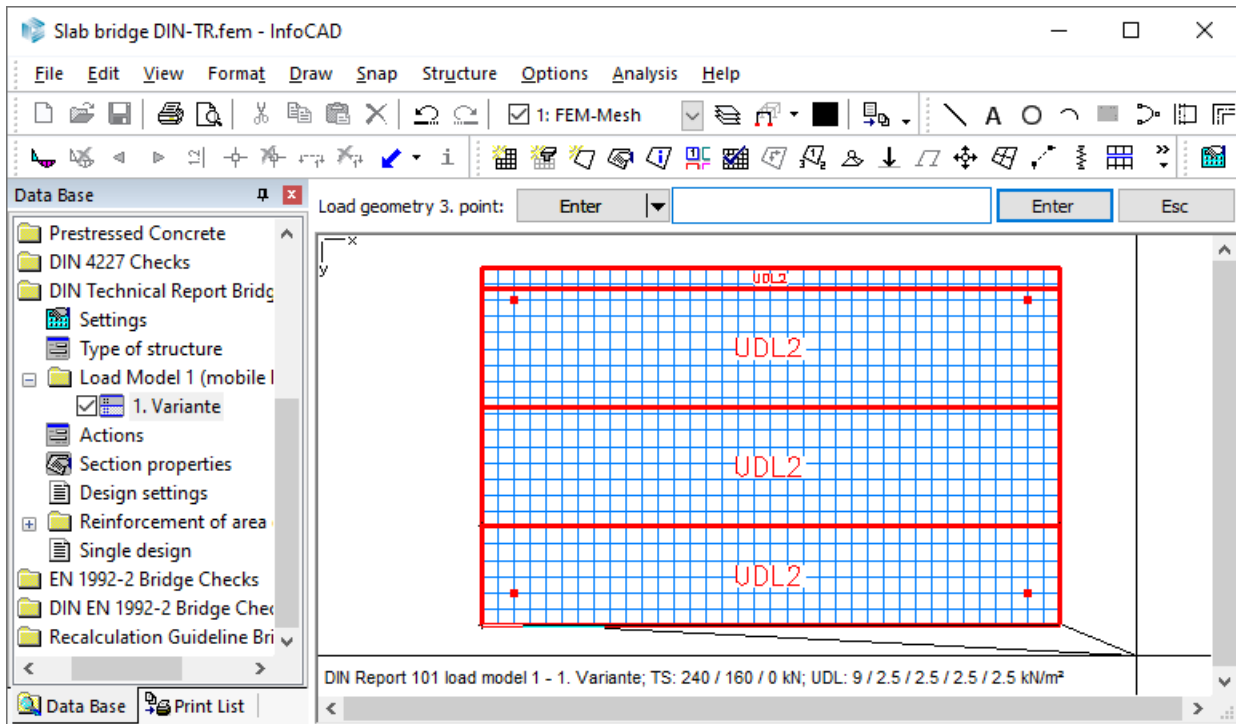 Slab bridge DIN-TR.fem - InfoCAD
File Edit View Format Draw Snap Structure Options Analysis Help
1: FEM-Mesh
Data Base
Load geometry 3. point: Enter Enter Esc
Prestressed Concrete
DIN 4227 Checks
DIN Technical Report Bridg
Settings
Type of structure
Load Model 1 (mobile l
1. Variante
Actions
Section properties
Design settings
Reinforcement of area
Single design
EN 1992-2 Bridge Checks
DIN EN 1992-2 Bridge Chec
Recalculation Guideline Bri
x
y
UDL2
UDL2
UDL2
UDL2
DIN Report 101 load model 1 - 1. Variante; TS: 240 / 160 / 0 kN; UDL: 9 / 2.5 / 2.5 / 2.5 / 2.5 kN/m²
Data Base Print List